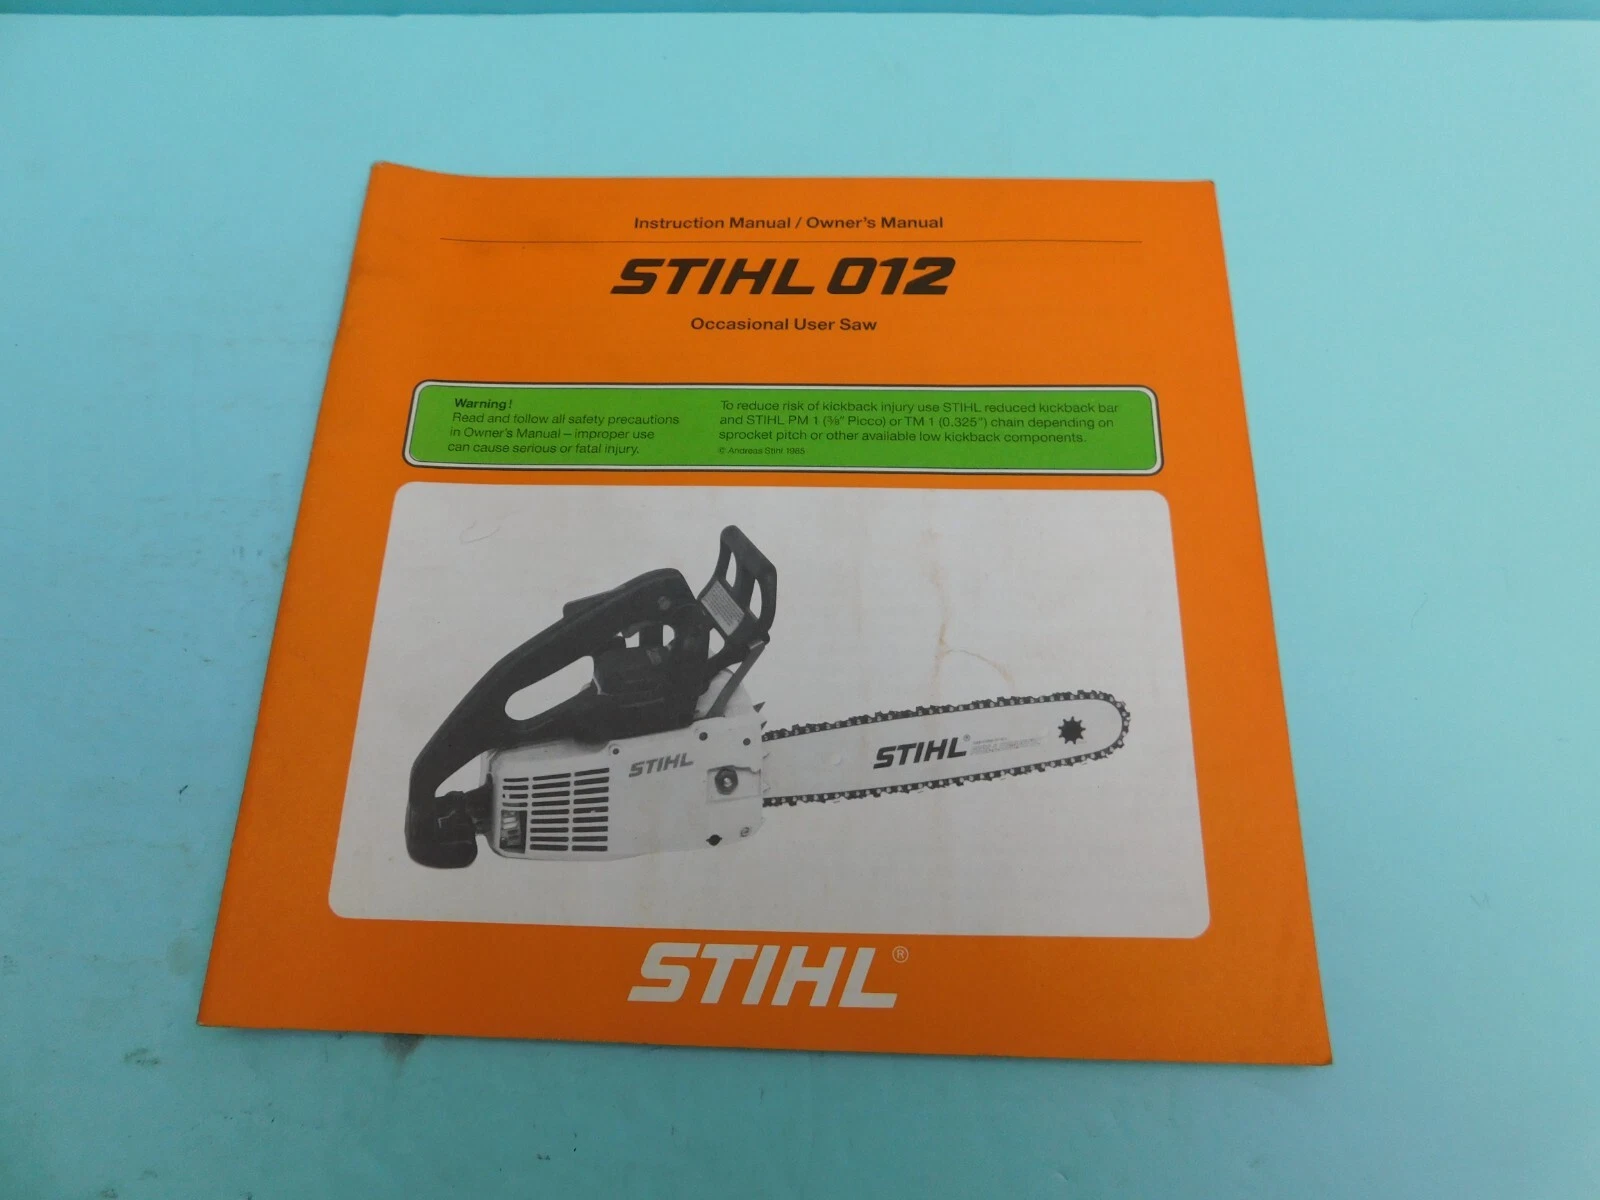 Instruction Manual / Owner's Manual
STIHL 012
Occasional User Saw
Warning!
Read and follow all safety precautions
in Owner's Manual – improper use
can cause serious or fatal injury.
To reduce risk of kickback injury use STIHL reduced kickback bar
and STIHL PM 1 (3/8" Picco) or TM 1 (0.325") chain depending on
sprocket pitch or other available low kickback components.
© Andreas Stihl 1985
STIHL
STIHL®
STIHL®